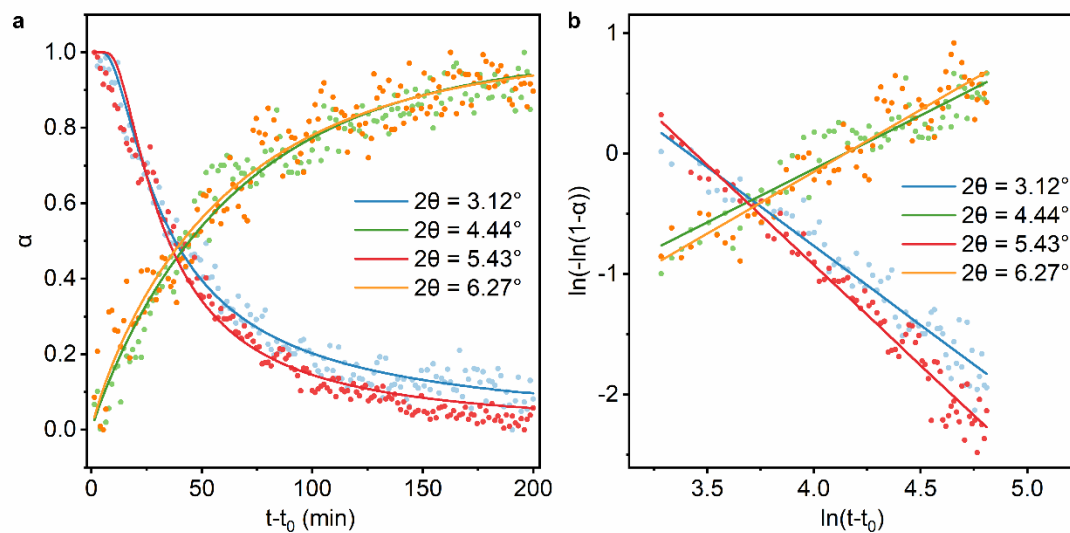 a
α
1.0
0.8
0.6
0.4
0.2
0.0
0
50
100
150
200
t-t₀ (min)
2θ = 3.12°
2θ = 4.44°
2θ = 5.43°
2θ = 6.27°
b
ln(-ln(1-α))
1
0
-1
-2
3.5
4.0
4.5
5.0
ln(t-t₀)
2θ = 3.12°
2θ = 4.44°
2θ = 5.43°
2θ = 6.27°